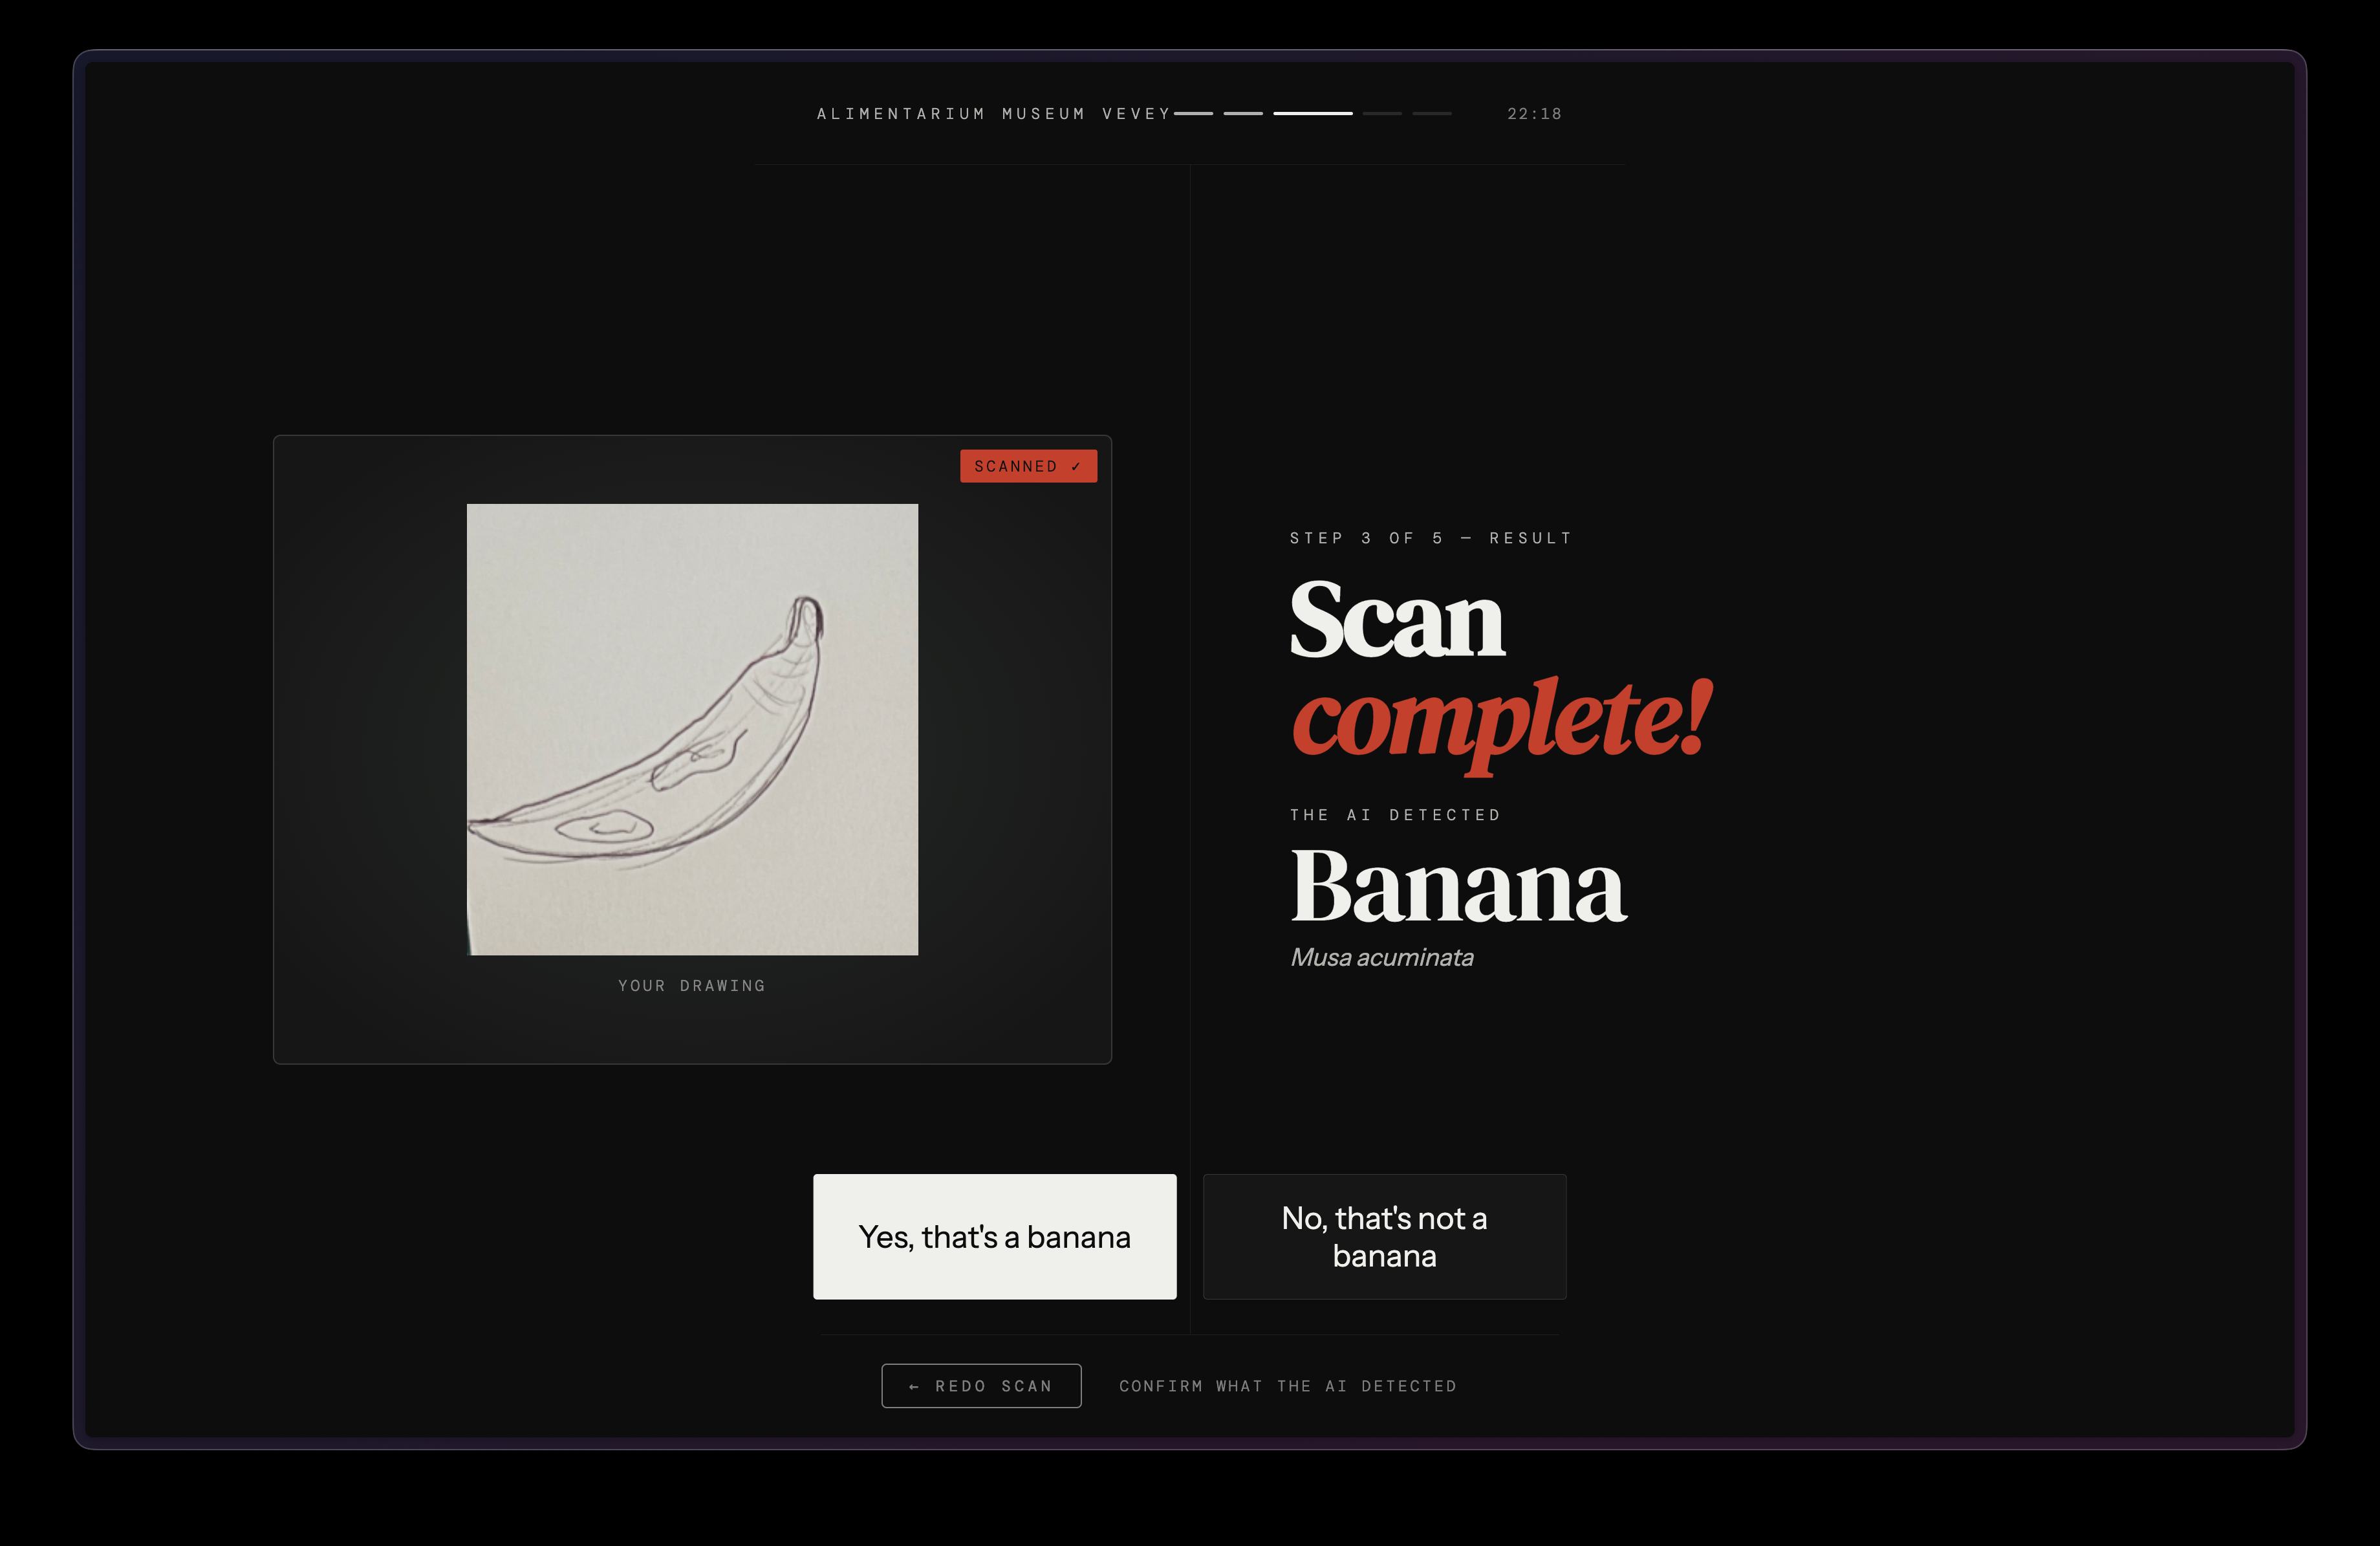 ALIMENTARIUM MUSEUM VEVEY
22:18
SCANNED ✓
YOUR DRAWING
STEP 3 OF 5 — RESULT
Scan
complete!
THE AI DETECTED
Banana
Musa acuminata
Yes, that's a banana
No, that's not a
banana
← REDO SCAN
CONFIRM WHAT THE AI DETECTED